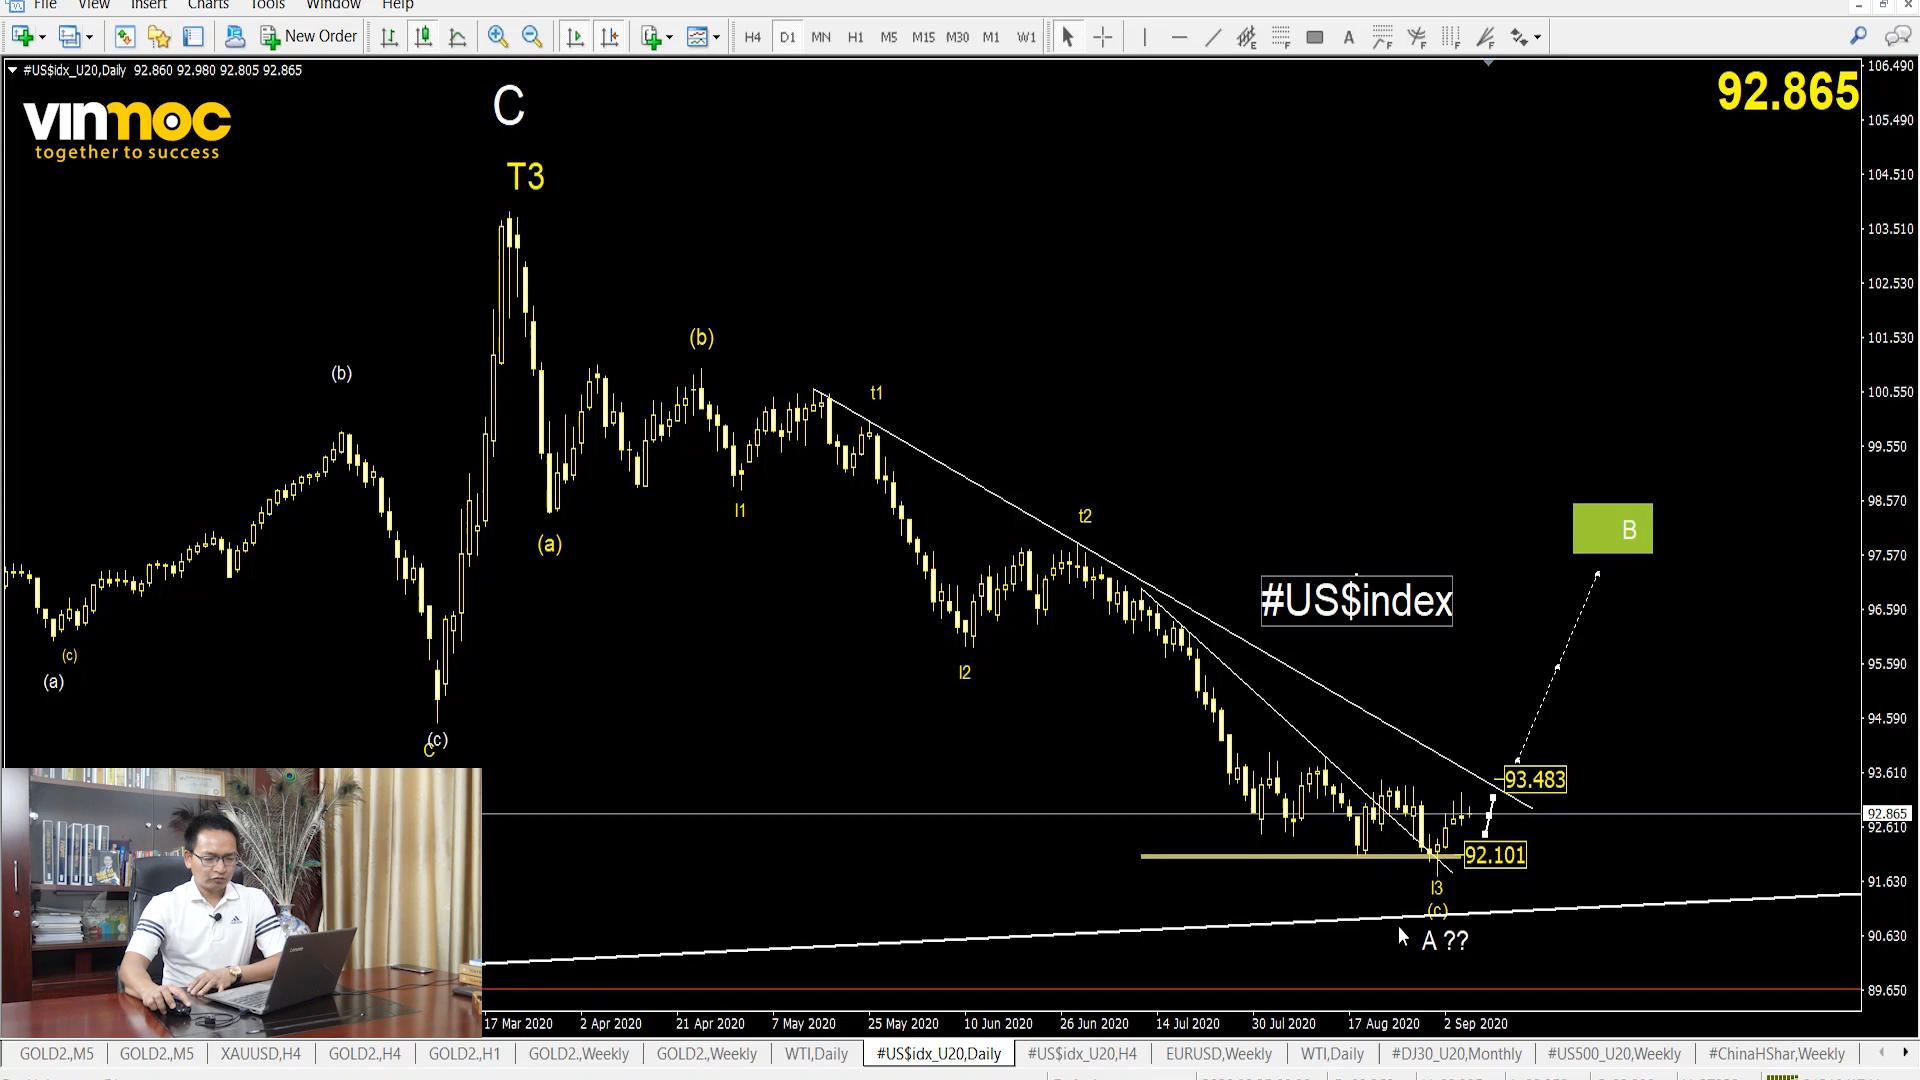 File View Insert Charts Tools Window Help
New Order H4 D1 MN H1 M5 M15 M30 M1 W1 A
#US$idx_U20,Daily 92.860 92.980 92.805 92.865
92.865
vinmoc
together to success
C
T3
(b)
(b)
t1
l1
(a)
t2
l2
(c)
(a)
(c)
C
#US$index
B
93.483
92.101
l3
(c)
A ??
106.490
105.490
104.510
103.510
102.530
101.530
100.550
99.550
98.570
97.570
96.590
95.590
94.590
93.610
92.865
92.610
91.630
90.630
89.650
17 Mar 2020 2 Apr 2020 21 Apr 2020 7 May 2020 25 May 2020 10 Jun 2020 26 Jun 2020 14 Jul 2020 30 Jul 2020 17 Aug 2020 2 Sep 2020
GOLD2.,M5 GOLD2.,M5 XAUUSD,H4 GOLD2.,H4 GOLD2.,H1 GOLD2.,Weekly GOLD2.,Weekly WTI,Daily #US$idx_U20,Daily #US$idx_U20,H4 EURUSD,Weekly WTI,Daily #DJ30_U20,Monthly #US500_U20,Weekly #ChinaHShar,Weekly